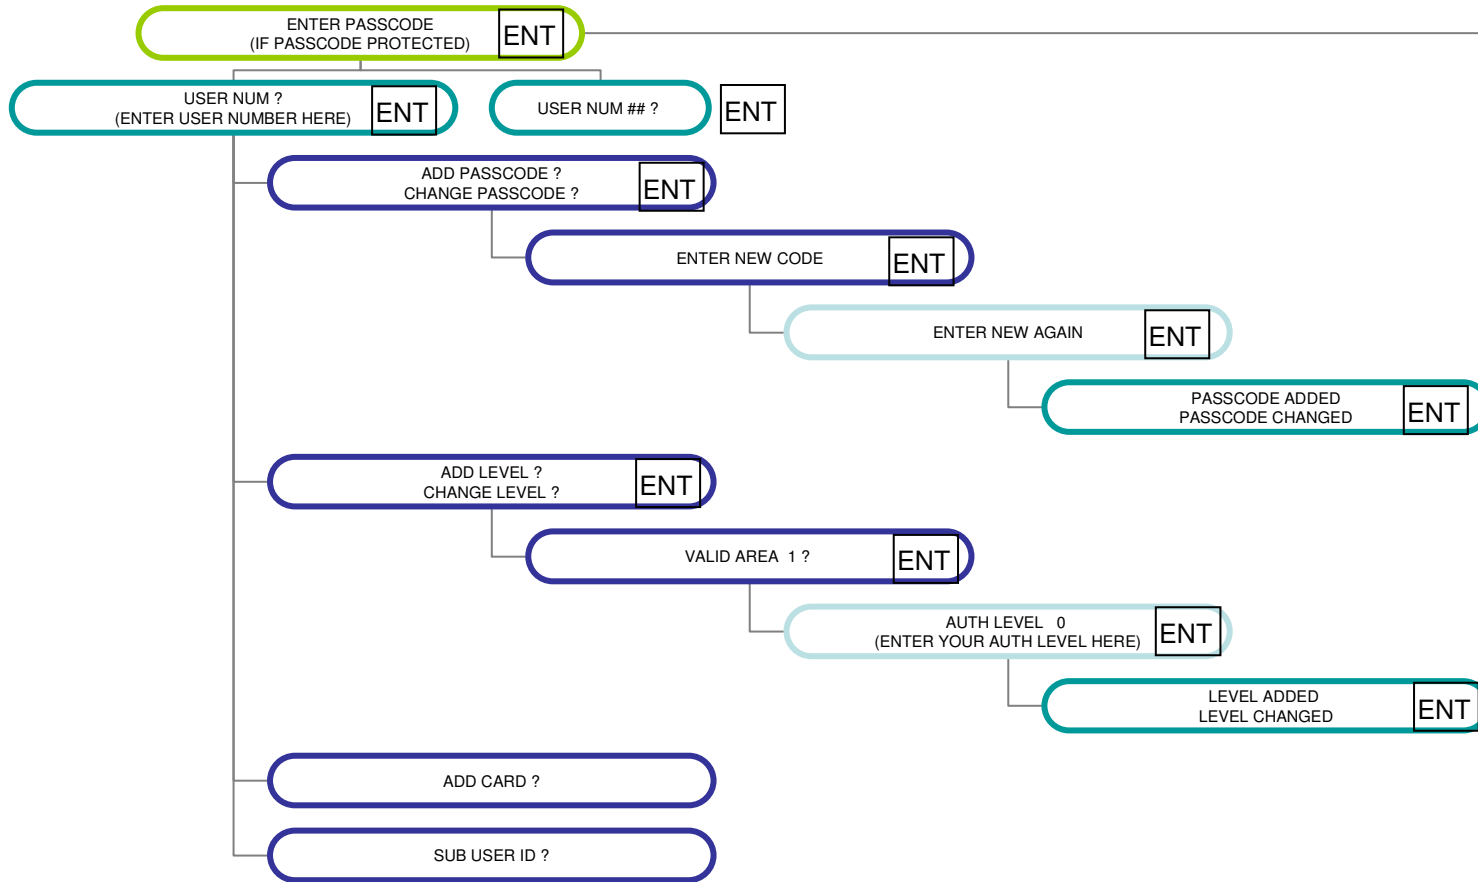 ENTER PASSCODE
(IF PASSCODE PROTECTED)
ENT
USER NUM ?
(ENTER USER NUMBER HERE)
ENT
USER NUM ## ?
ENT
ADD PASSCODE ?
CHANGE PASSCODE ?
ENT
ENTER NEW CODE
ENT
ENTER NEW AGAIN
ENT
PASSCODE ADDED
PASSCODE CHANGED
ENT
ADD LEVEL ?
CHANGE LEVEL ?
ENT
VALID AREA 1 ?
ENT
AUTH LEVEL 0
(ENTER YOUR AUTH LEVEL HERE)
ENT
LEVEL ADDED
LEVEL CHANGED
ENT
ADD CARD ?
SUB USER ID ?